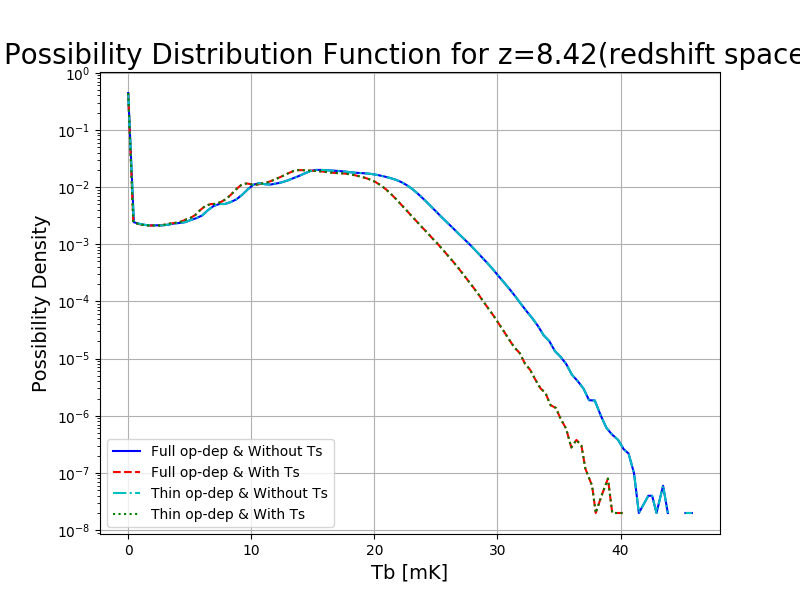 Possibility Distribution Function for z=8.42(redshift space
10⁰
10⁻¹
10⁻²
10⁻³
10⁻⁴
10⁻⁵
10⁻⁶
10⁻⁷
10⁻⁸
Possibility Density
Full op-dep & Without Ts
Full op-dep & With Ts
Thin op-dep & Without Ts
Thin op-dep & With Ts
0 10 20 30 40
Tb [mK]